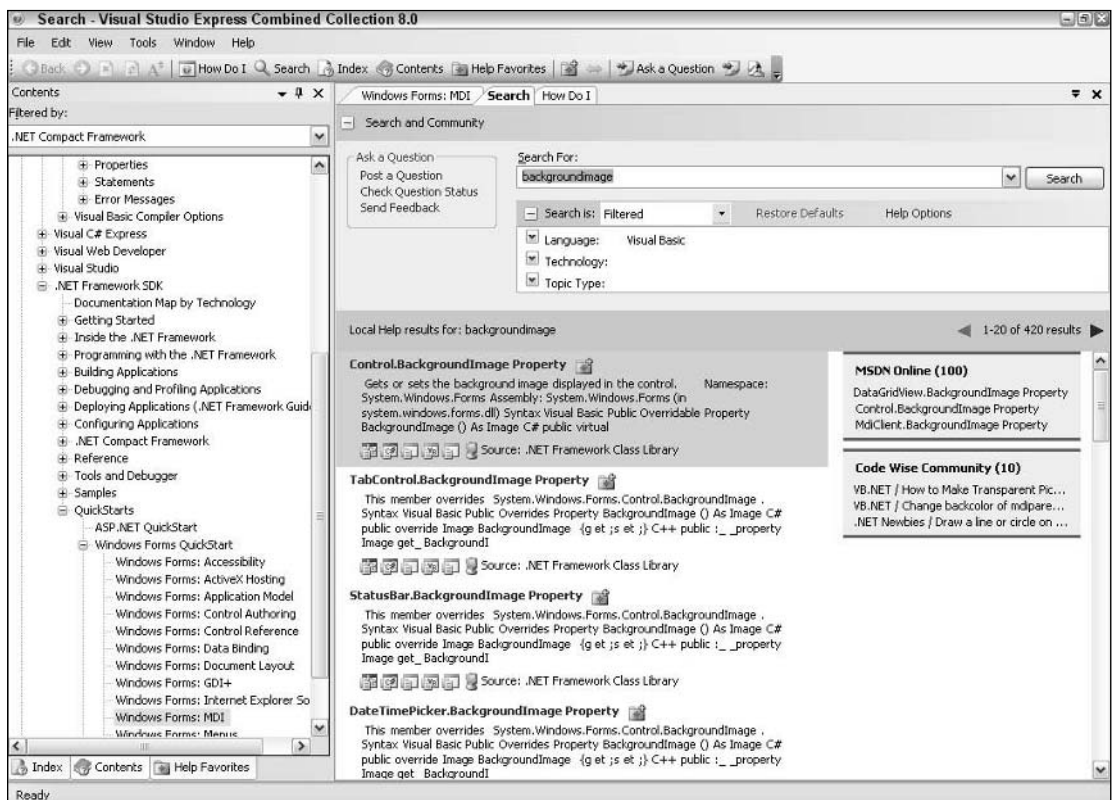 Search - Visual Studio Express Combined Collection 8.0
File Edit View Tools Window Help
Back How Do I Search Index Contents Help Favorites Ask a Question
Contents
Filtered by:
.NET Compact Framework
Properties
Statements
Error Messages
Visual Basic Compiler Options
Visual C# Express
Visual Web Developer
Visual Studio
.NET Framework SDK
Documentation Map by Technology
Getting Started
Inside the .NET Framework
Programming with the .NET Framework
Building Applications
Debugging and Profiling Applications
Deploying Applications (.NET Framework Guid
Configuring Applications
.NET Compact Framework
Reference
Tools and Debugger
Samples
QuickStarts
ASP.NET QuickStart
Windows Forms QuickStart
Windows Forms: Accessibility
Windows Forms: ActiveX Hosting
Windows Forms: Application Model
Windows Forms: Control Authoring
Windows Forms: Control Reference
Windows Forms: Data Binding
Windows Forms: Document Layout
Windows Forms: GDI+
Windows Forms: Internet Explorer So
Windows Forms: MDI
Windows Forms: Menus
Index Contents Help Favorites
Ready
Windows Forms: MDI Search How Do I
Search and Community
Ask a Question
Post a Question
Check Question Status
Send Feedback
Search For:
backgroundimage
Search
Search is: Filtered Restore Defaults Help Options
Language: Visual Basic
Technology:
Topic Type:
Local Help results for: backgroundimage 1-20 of 420 results
Control.BackgroundImage Property
Gets or sets the background image displayed in the control. Namespace:
System.Windows.Forms Assembly: System.Windows.Forms (in
system.windows.forms.dll) Syntax Visual Basic Public Overridable Property
BackgroundImage () As Image C# public virtual
Source: .NET Framework Class Library
TabControl.BackgroundImage Property
This member overrides System.Windows.Forms.Control.BackgroundImage .
Syntax Visual Basic Public Overrides Property BackgroundImage () As Image C#
public override Image BackgroundImage {g et ;s et ;} C++ public :_ _property
Image get_ BackgroundI
Source: .NET Framework Class Library
StatusBar.BackgroundImage Property
This member overrides System.Windows.Forms.Control.BackgroundImage .
Syntax Visual Basic Public Overrides Property BackgroundImage () As Image C#
public override Image BackgroundImage {g et ;s et ;} C++ public :_ _property
Image get_ BackgroundI
Source: .NET Framework Class Library
DateTimePicker.BackgroundImage Property
This member overrides System.Windows.Forms.Control.BackgroundImage .
Syntax Visual Basic Public Overrides Property BackgroundImage () As Image C#
public override Image BackgroundImage {g et ;s et ;} C++ public :_ _property
Image get_ BackgroundI
MSDN Online (100)
DataGridView.BackgroundImage Property
Control.BackgroundImage Property
MdiClient.BackgroundImage Property
Code Wise Community (10)
VB.NET / How to Make Transparent Pic...
VB.NET / Change backcolor of mdipare...
.NET Newbies / Draw a line or circle on ...